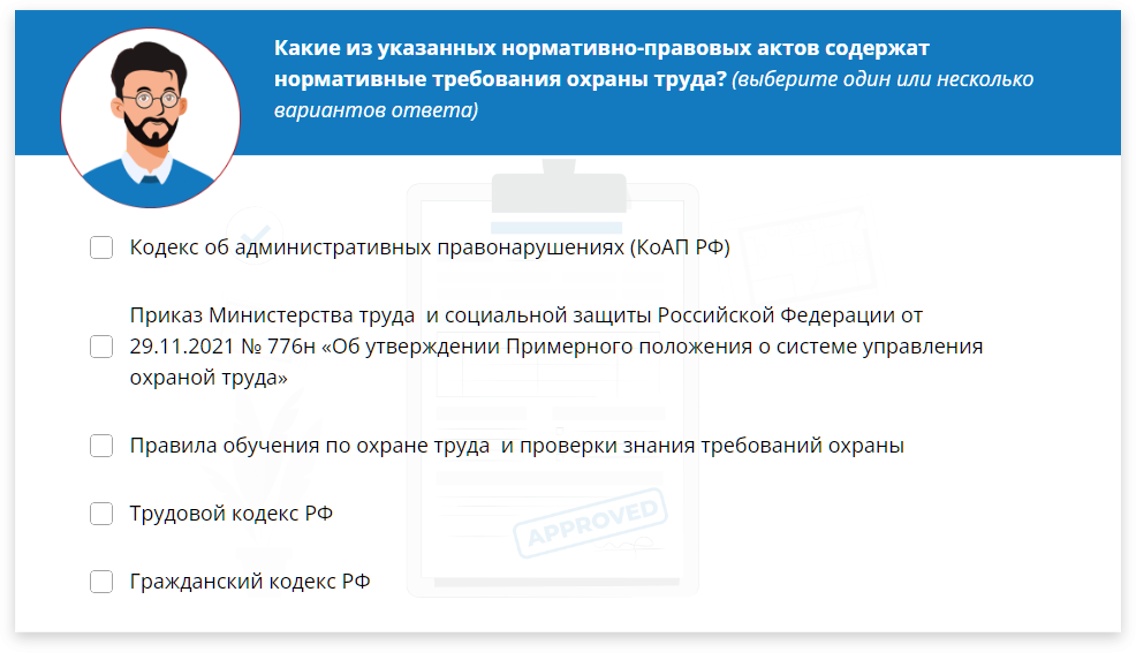 Какие из указанных нормативно-правовых актов содержат
нормативные требования охраны труда? (выберите один или несколько
вариантов ответа)
Кодекс об административных правонарушениях (КоАП РФ)
Приказ Министерства труда и социальной защиты Российской Федерации от
29.11.2021 № 776н «Об утверждении Примерного положения о системе управления
охраной труда»
Правила обучения по охране труда и проверки знания требований охраны
Трудовой кодекс РФ
APPROVED
Гражданский кодекс РФ